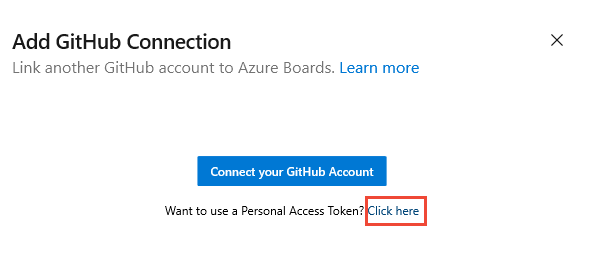 Add GitHub Connection
Link another GitHub account to Azure Boards. Learn more
Connect your GitHub Account
Want to use a Personal Access Token? Click here